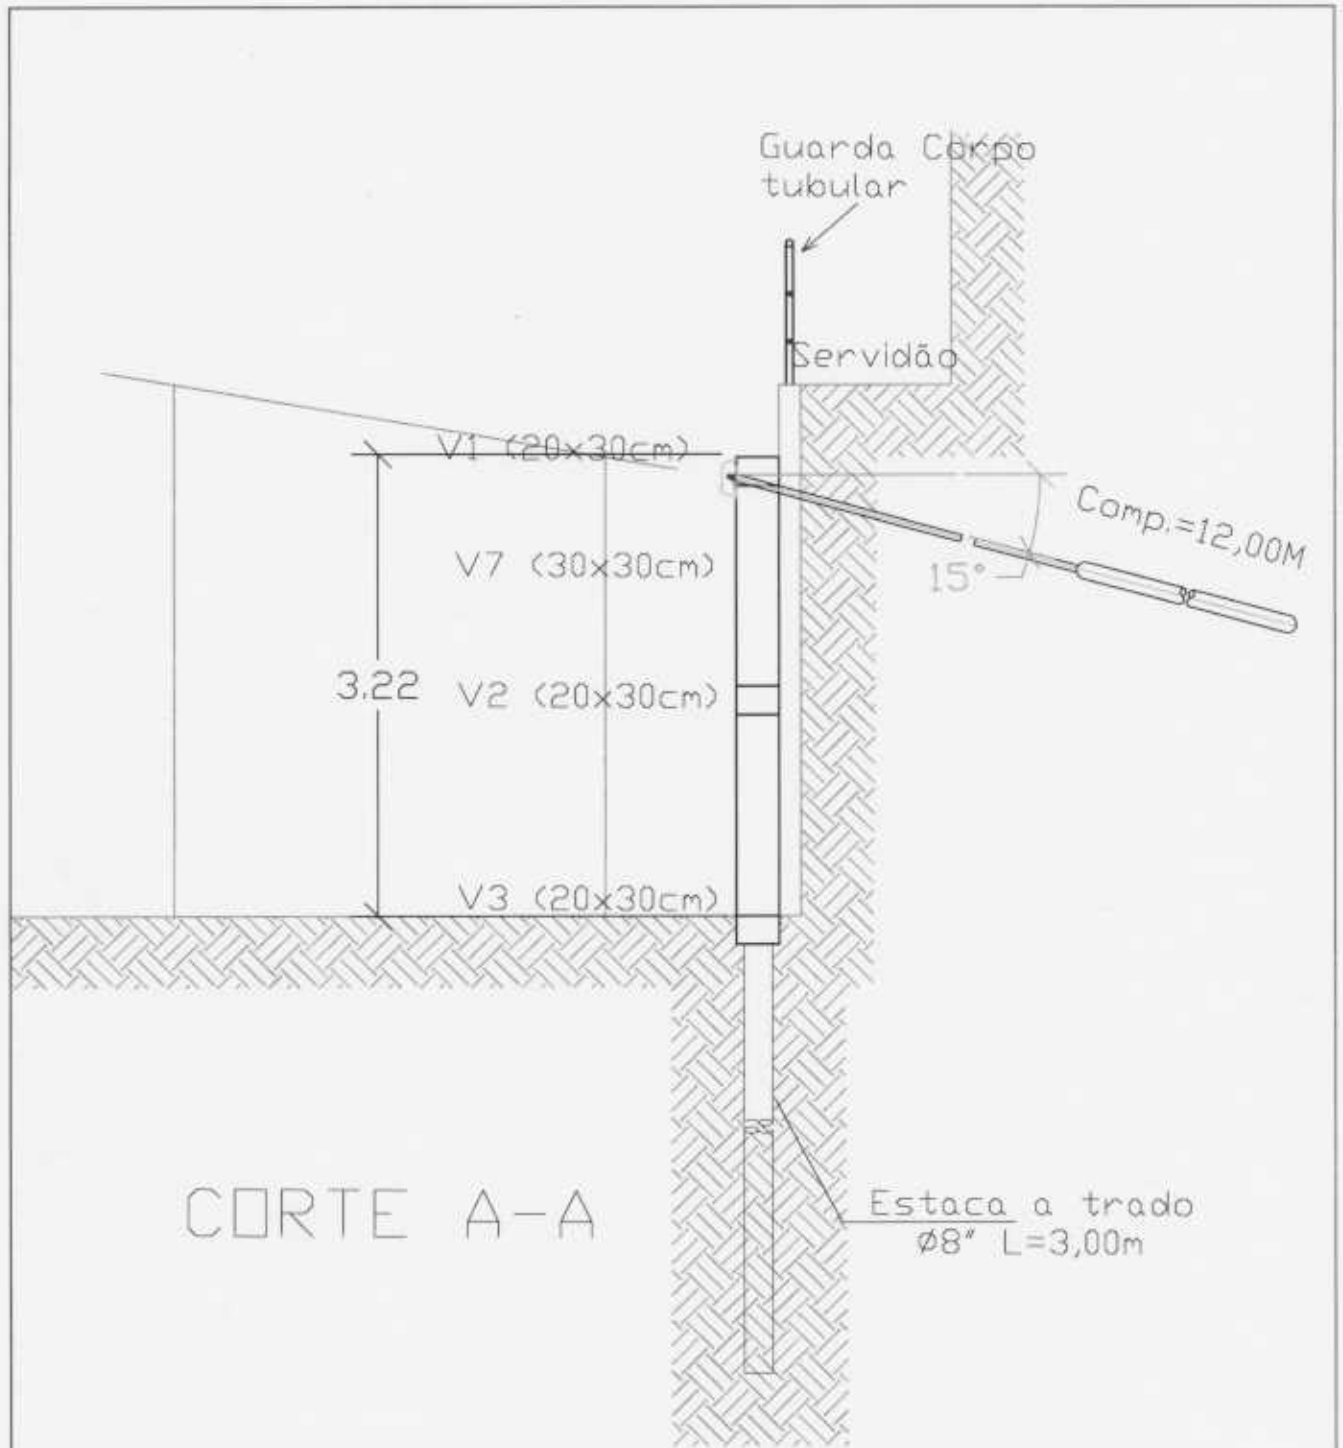 Guarda Corpo
tubular
Servidão
V1 (20x30cm)
Comp.=12,00M
V7 (30x30cm)
15°
3.22
V2 (20x30cm)
V3 (20x30cm)
CORTE A-A
Estaca a trado
Ø8" L=3,00m